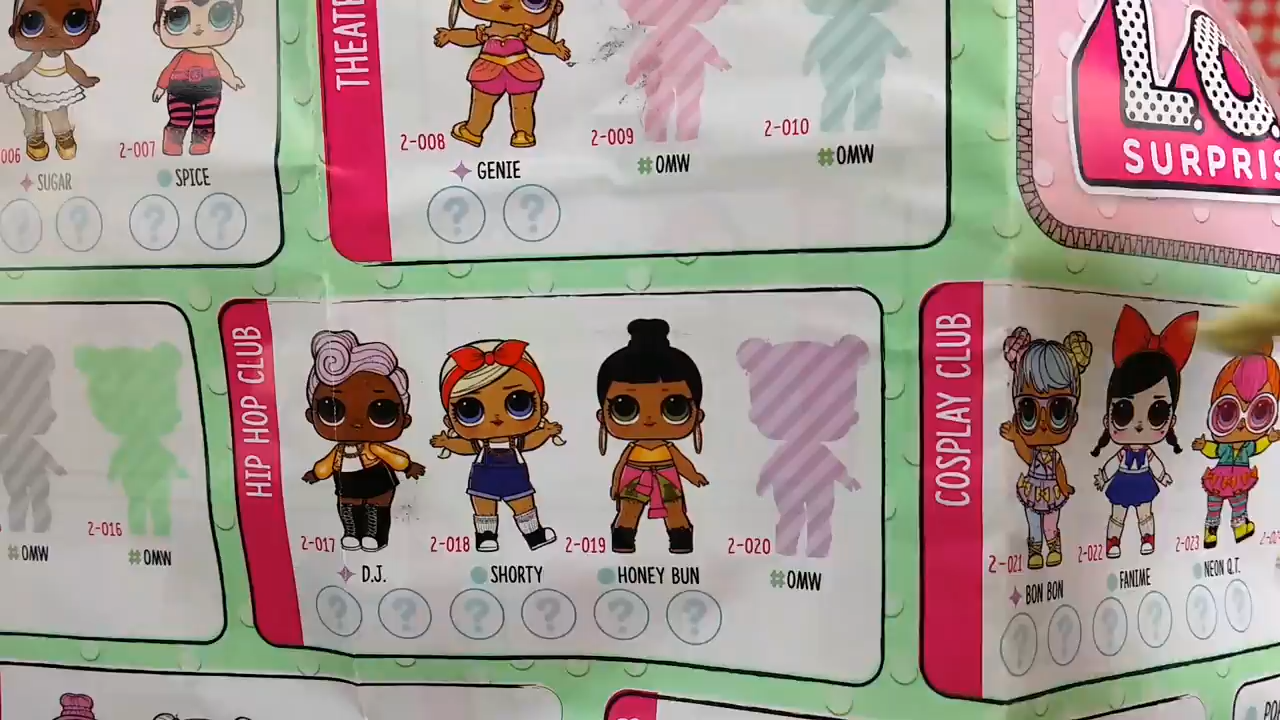 006
SUGAR
2-007
SPICE
THEATE
2-008
GENIE
2-009
#OMW
2-010
#OMW
L.O.
SURPRIS
#OMW
2-016
#OMW
HIP HOP CLUB
2-017
D.J.
2-018
SHORTY
2-019
HONEY BUN
2-020
#OMW
COSPLAY CLUB
2-021
BON BON
2-022
FANIME
2-023
NEON Q.T.